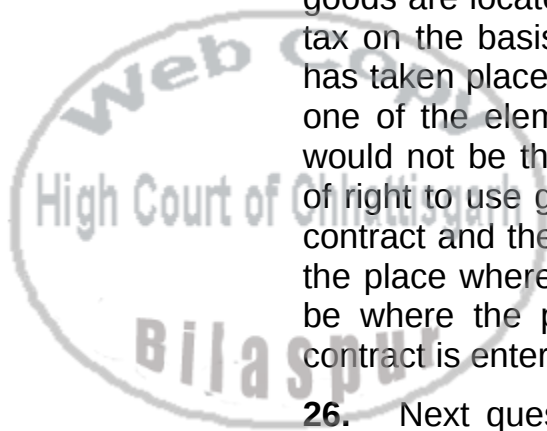 goods are locate
tax on the basis
has taken place
one of the elem
would not be th
of right to use g
contract and the
the place where
be where the p
contract is enter
26. Next ques
Web Copy
High Court of Chhattisgarh
Bilaspur